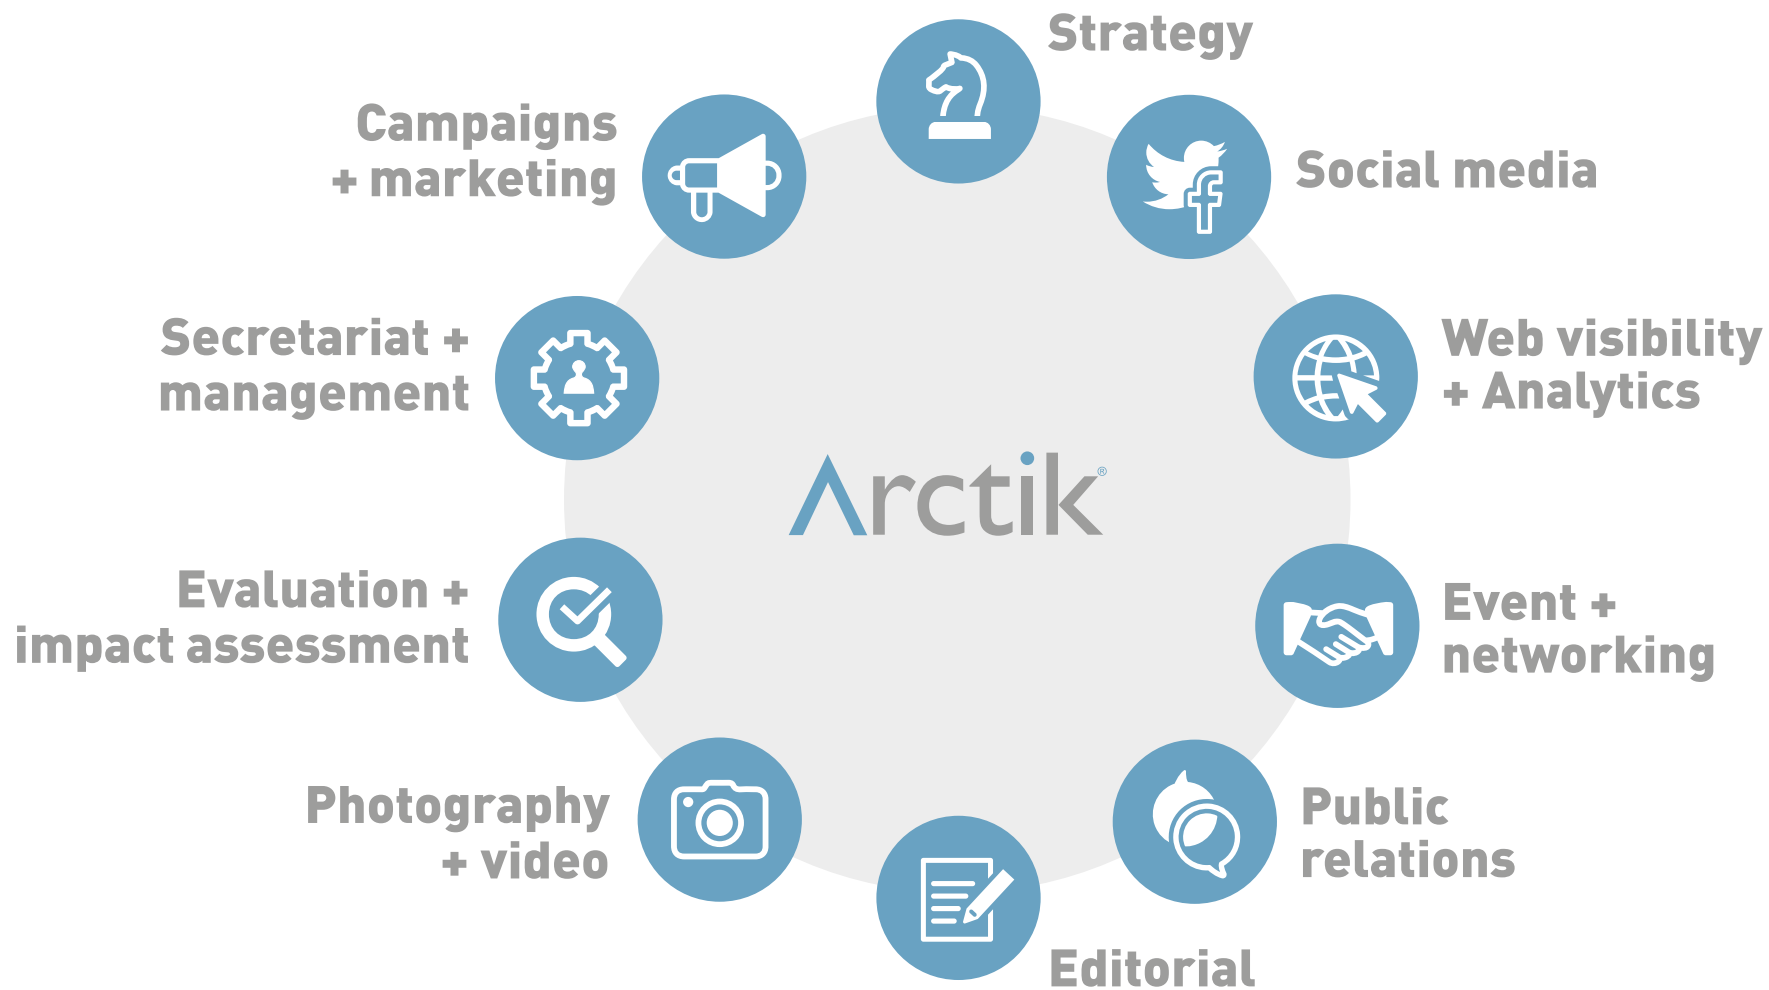 Strategy
Social media
Web visibility
+ Analytics
Event +
networking
Public
relations
Editorial
Photography
+ video
Evaluation +
impact assessment
Secretariat +
management
Campaigns
+ marketing
Arctik®